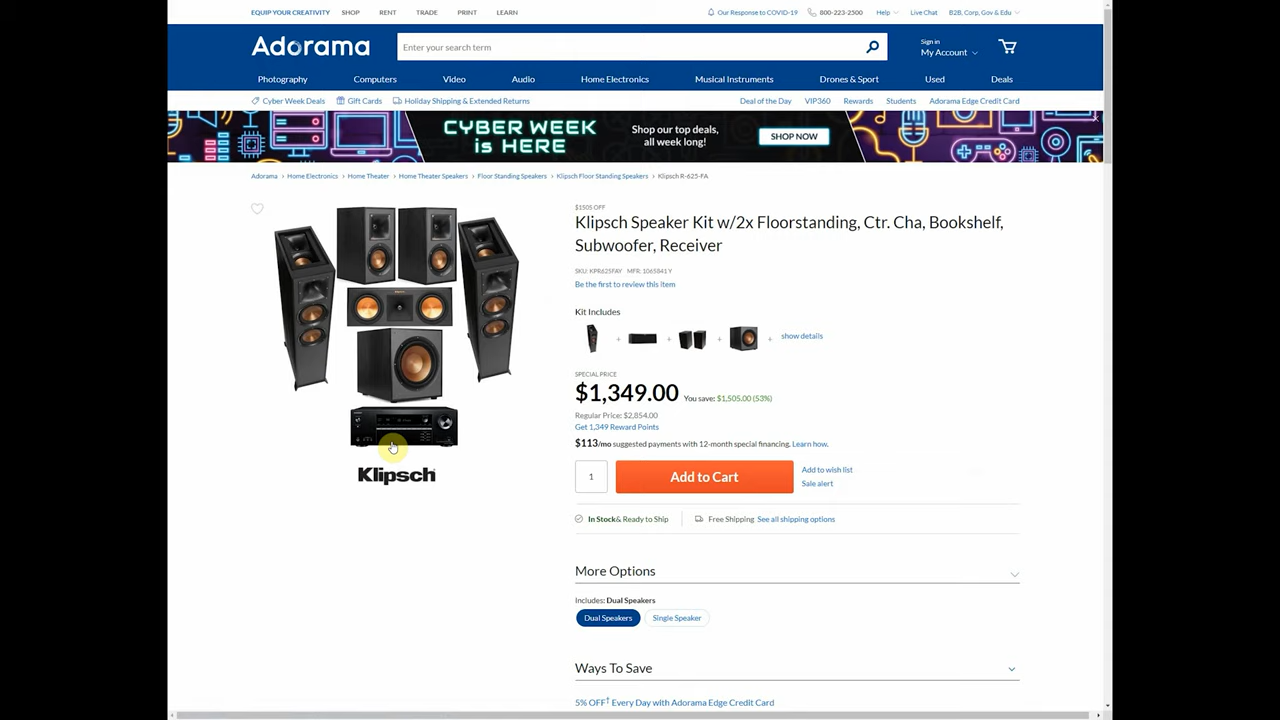 EQUIP YOUR CREATIVITY SHOP RENT TRADE PRINT LEARN
Our Response to COVID-19 800-223-2500 Help Live Chat B2B, Corp, Gov & Edu
Adorama
Enter your search term
Sign in
My Account
Photography Computers Video Audio Home Electronics Musical Instruments Drones & Sport Used Deals
Cyber Week Deals Gift Cards Holiday Shipping & Extended Returns Deal of the Day VIP360 Rewards Students Adorama Edge Credit Card
CYBER WEEK
is HERE
Shop our top deals,
all week long!
SHOP NOW
Adorama > Home Electronics > Home Theater > Home Theater Speakers > Floor Standing Speakers > Klipsch Floor Standing Speakers > Klipsch R-625-FA
$1505 OFF
Klipsch Speaker Kit w/2x Floorstanding, Ctr. Cha, Bookshelf,
Subwoofer, Receiver
SKU: KPR625FAY MFR: 1065841 Y
Be the first to review this item
Kit Includes
+ + + + show details
SPECIAL PRICE
$1,349.00 You save: $1,505.00 (53%)
Regular Price: $2,854.00
Get 1,349 Reward Points
$113/mo suggested payments with 12-month special financing. Learn how.
1 Add to Cart
Add to wish list
Sale alert
Klipsch
In Stock & Ready to Ship Free Shipping See all shipping options
More Options
Includes: Dual Speakers
Dual Speakers Single Speaker
Ways To Save
5% OFF† Every Day with Adorama Edge Credit Card